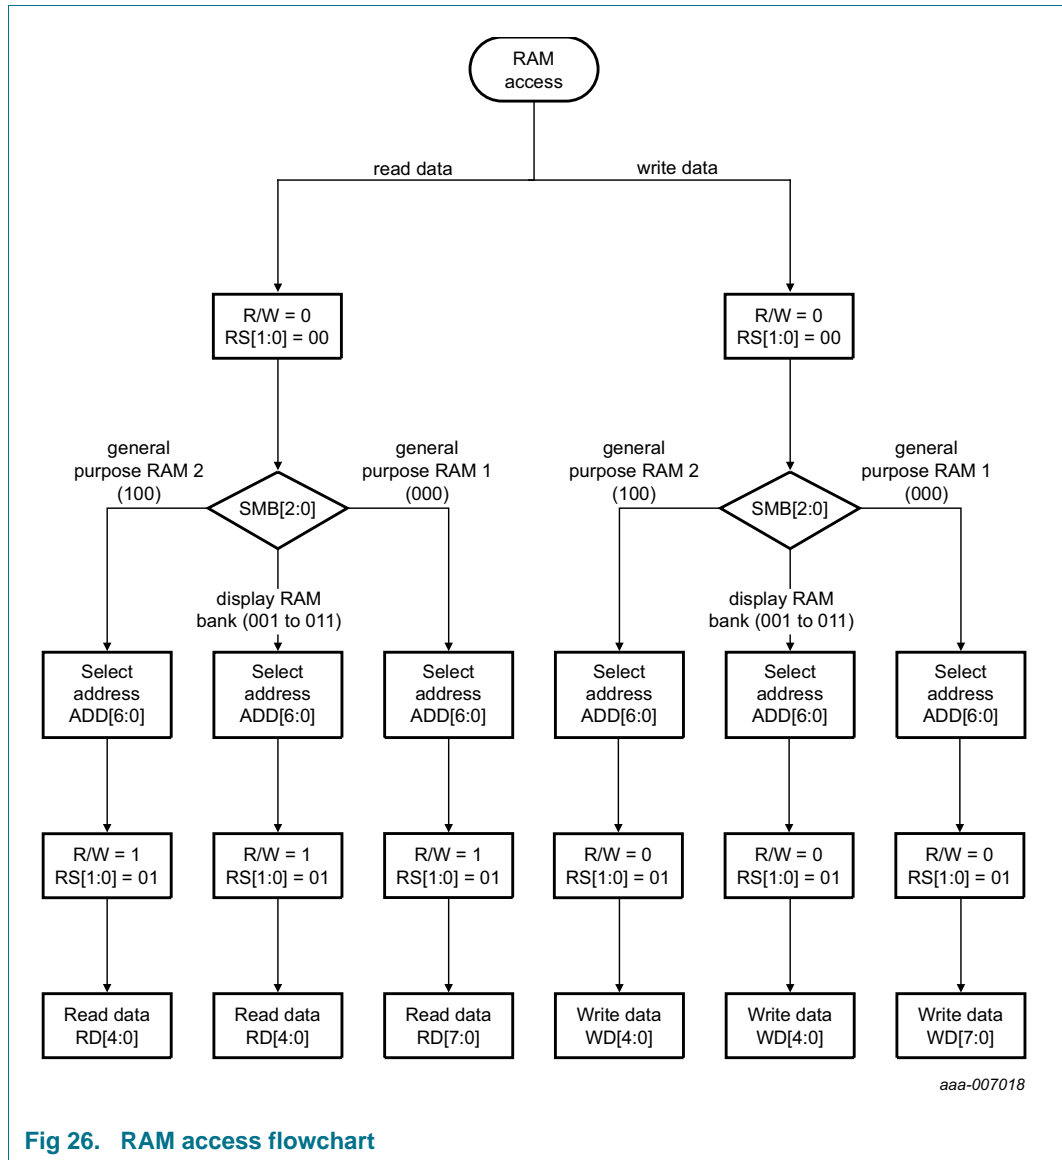 RAM
access
read data
write data
R/W = 0
RS[1:0] = 00
R/W = 0
RS[1:0] = 00
general
purpose RAM 2
(100)
SMB[2:0]
general
purpose RAM 1
(000)
general
purpose RAM 2
(100)
SMB[2:0]
general
purpose RAM 1
(000)
display RAM
bank (001 to 011)
display RAM
bank (001 to 011)
Select
address
ADD[6:0]
Select
address
ADD[6:0]
Select
address
ADD[6:0]
Select
address
ADD[6:0]
Select
address
ADD[6:0]
Select
address
ADD[6:0]
R/W = 1
RS[1:0] = 01
R/W = 1
RS[1:0] = 01
R/W = 1
RS[1:0] = 01
R/W = 0
RS[1:0] = 01
R/W = 0
RS[1:0] = 01
R/W = 0
RS[1:0] = 01
Read data
RD[4:0]
Read data
RD[4:0]
Read data
RD[7:0]
Write data
WD[4:0]
Write data
WD[4:0]
Write data
WD[7:0]
aaa-007018
Fig 26. RAM access flowchart